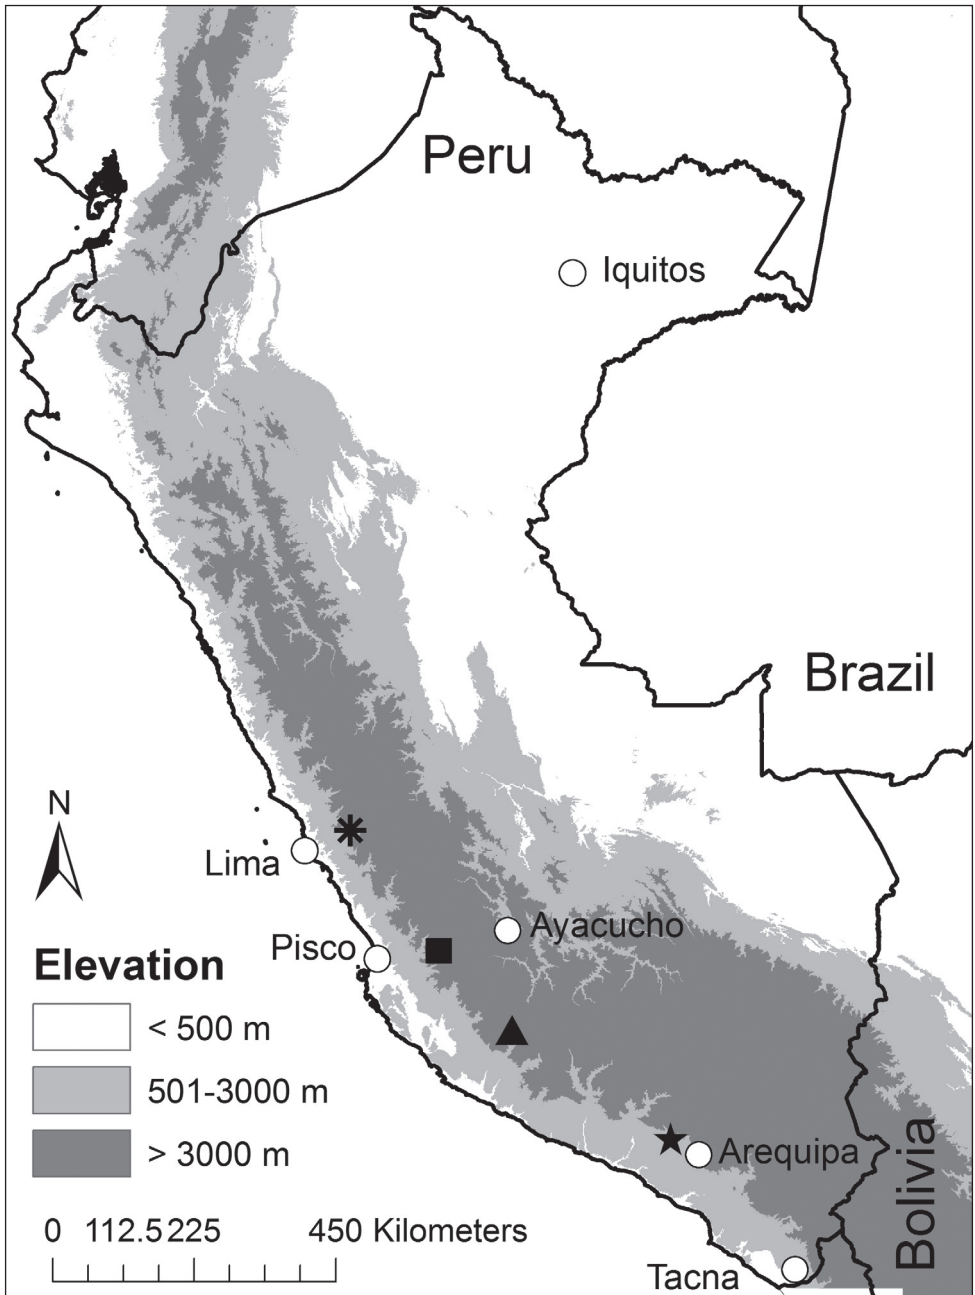 Peru
Iquitos
Brazil
N
Lima
Ayacucho
Pisco
Elevation
< 500 m
501-3000 m
> 3000 m
Arequipa
Bolivia
0 112.5 225 450 Kilometers
Tacna